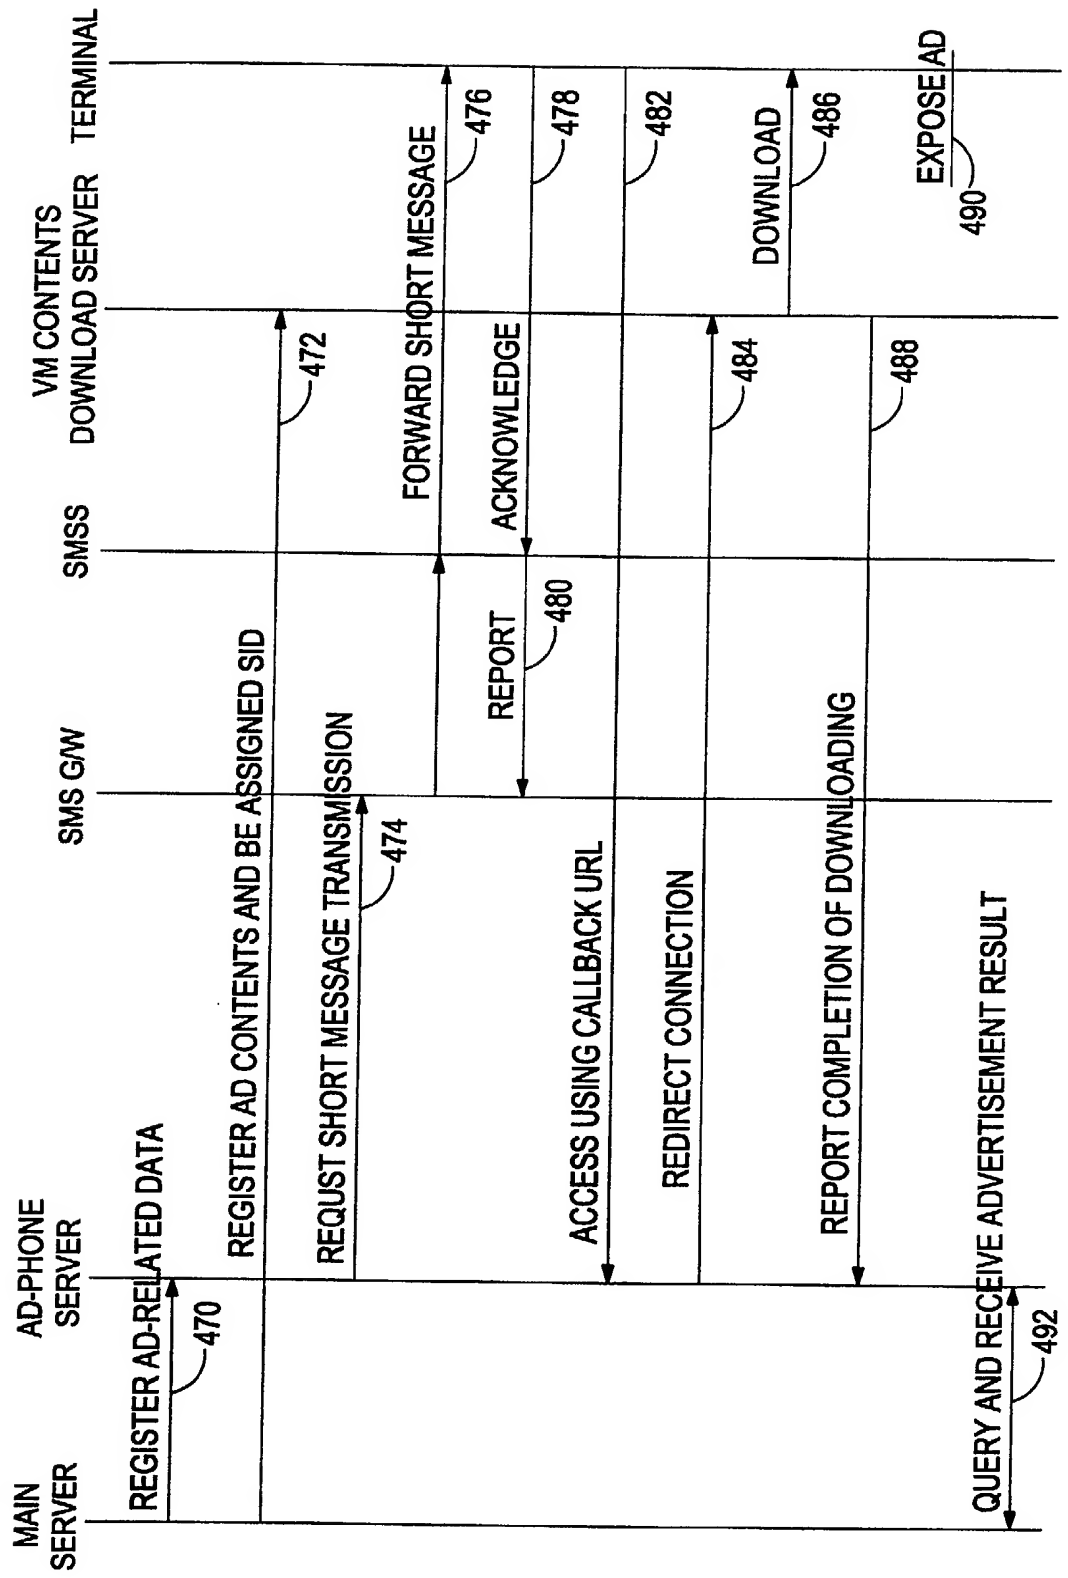 MAIN
SERVER
AD-PHONE
SERVER
SMS G/W
SMSS
VM CONTENTS
DOWNLOAD SERVER
TERMINAL
REGISTER AD-RELATED DATA
470
REGISTER AD CONTENTS AND BE ASSIGNED SID
472
REQUST SHORT MESSAGE TRANSMISSION
474
FORWARD SHORT MESSAGE
476
ACKNOWLEDGE
478
REPORT
480
ACCESS USING CALLBACK URL
482
REDIRECT CONNECTION
484
DOWNLOAD
486
REPORT COMPLETION OF DOWNLOADING
488
EXPOSE AD
490
QUERY AND RECEIVE ADVERTISEMENT RESULT
492